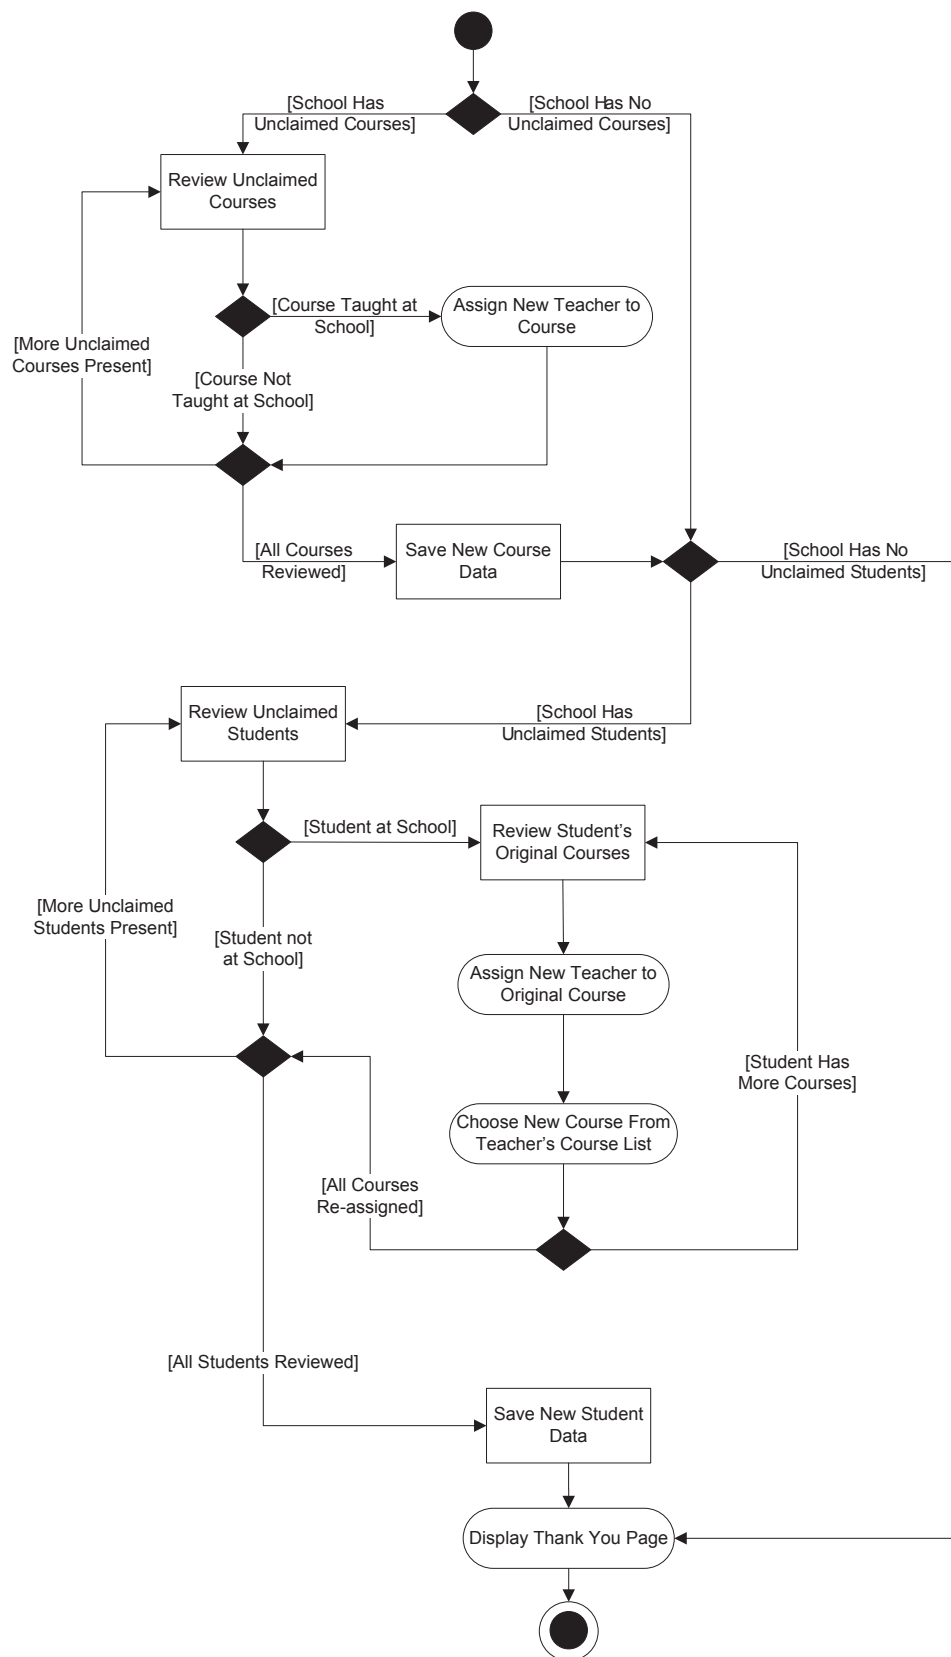 [School Has
Unclaimed Courses]
[School Has No
Unclaimed Courses]
Review Unclaimed
Courses
[Course Taught at
School]
Assign New Teacher to
Course
[More Unclaimed
Courses Present]
[Course Not
Taught at School]
[All Courses
Reviewed]
Save New Course
Data
[School Has No
Unclaimed Students]
Review Unclaimed
Students
[School Has
Unclaimed Students]
[Student at School]
Review Student's
Original Courses
[More Unclaimed
Students Present]
[Student not
at School]
Assign New Teacher to
Original Course
[Student Has
More Courses]
Choose New Course From
Teacher's Course List
[All Courses
Re-assigned]
[All Students Reviewed]
Save New Student
Data
Display Thank You Page